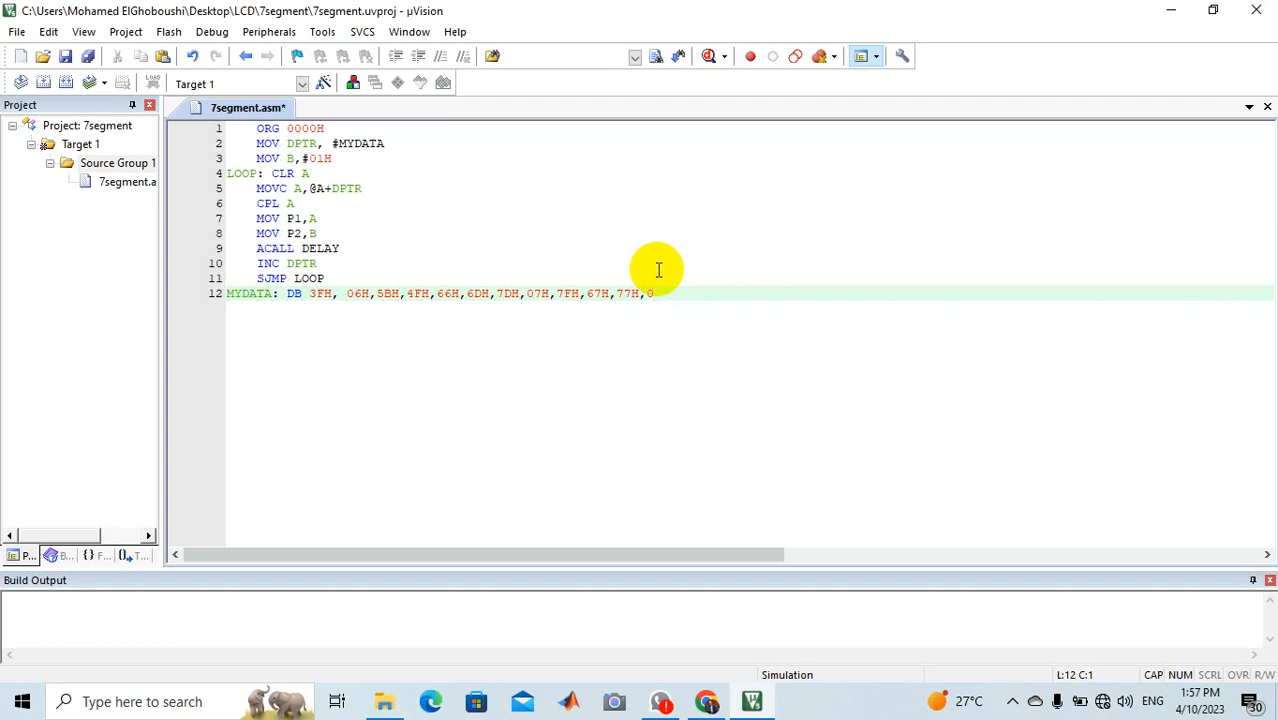 C:\Users\Mohamed ElGhoboushi\Desktop\LCD\7segment\7segment.uvproj - µVision
File Edit View Project Flash Debug Peripherals Tools SVCS Window Help
LOAD
Target 1
Project
7segment.asm*
Project: 7segment
Target 1
Source Group 1
7segment.a
1 ORG 0000H
2 MOV DPTR, #MYDATA
3 MOV B,#01H
4 LOOP: CLR A
5 MOVC A,@A+DPTR
6 CPL A
7 MOV P1,A
8 MOV P2,B
9 ACALL DELAY
10 INC DPTR
11 SJMP LOOP
12 MYDATA: DB 3FH, 06H,5BH,4FH,66H,6DH,7DH,07H,7FH,67H,77H,0
P... B... {} F... T...
Build Output
Simulation L:12 C:1 CAP NUM SCRL OVR R/W
Type here to search
27°C ENG 1:57 PM
4/10/2023 30